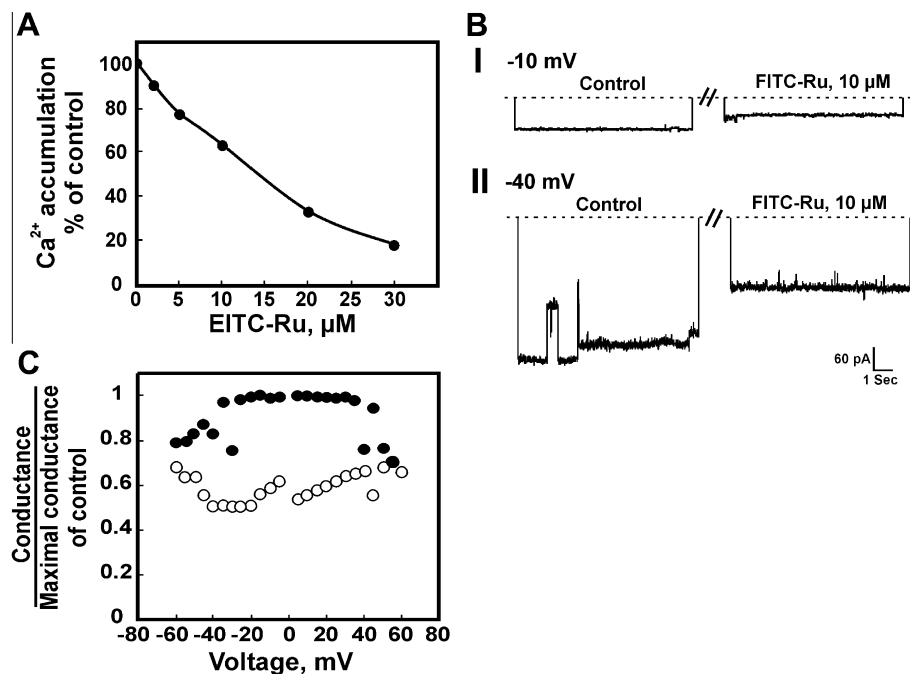 A
Ca²⁺ accumulation
% of control
100
80
60
40
20
0
0 5 10 15 20 25 30
EITC-Ru, µM
B
I -10 mV
Control
FITC-Ru, 10 µM
II -40 mV
Control
FITC-Ru, 10 µM
60 pA
1 Sec
C
Conductance
Maximal conductance
of control
1
0.8
0.6
0.4
0.2
0
-80 -60 -40 -20 0 20 40 60 80
Voltage, mV